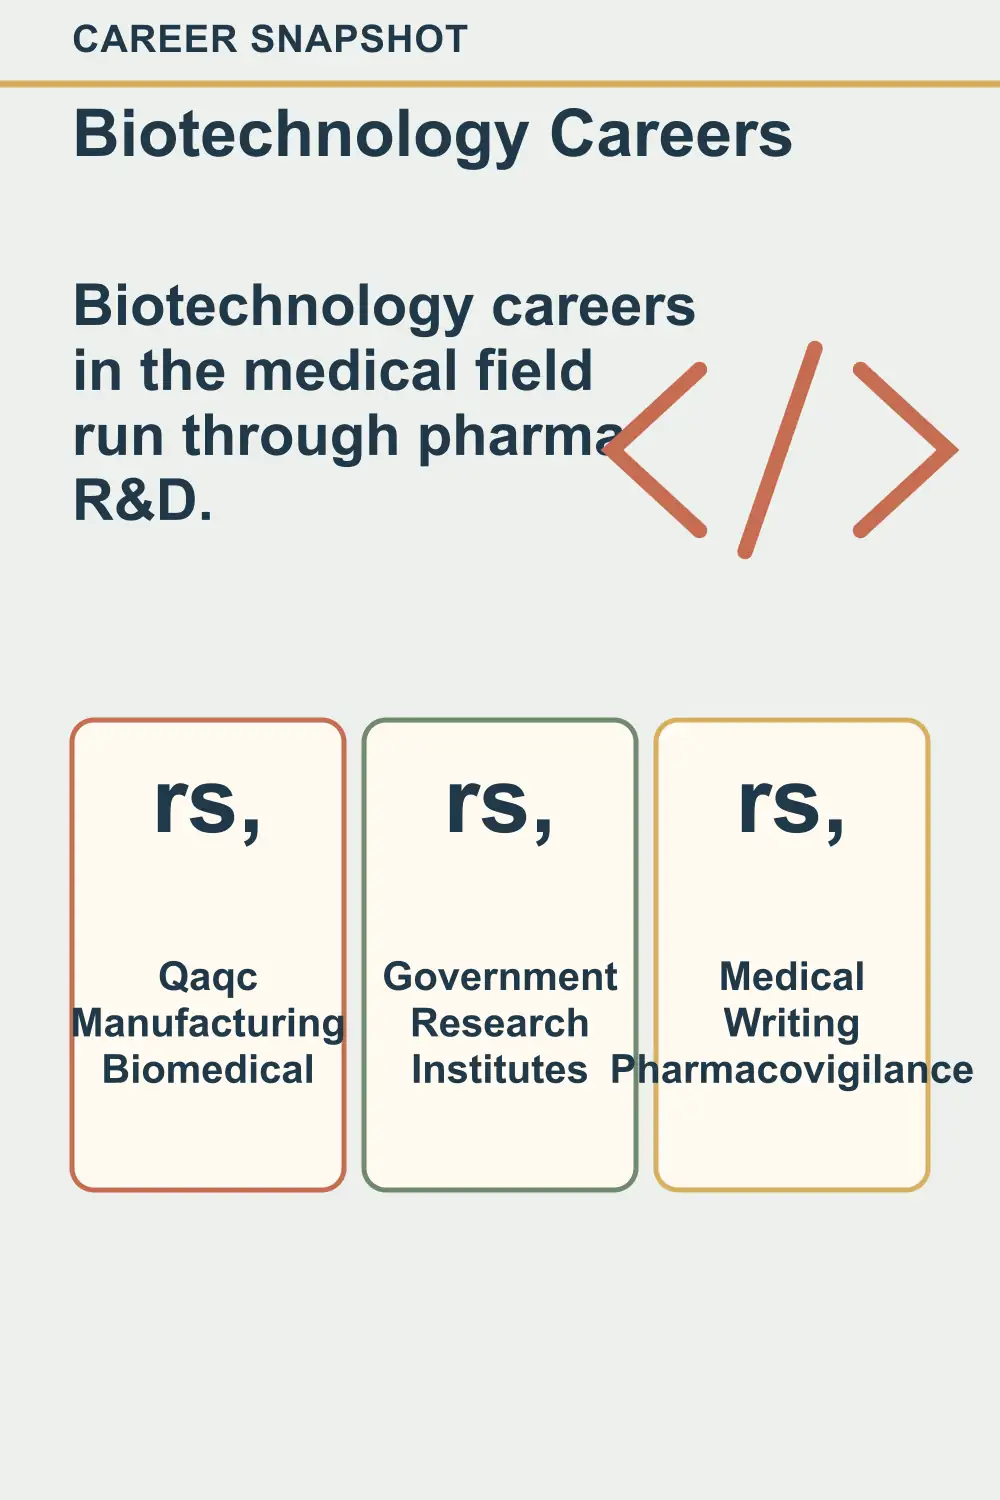 CAREER SNAPSHOT
Biotechnology Careers
Biotechnology careers
in the medical field
run through pharma
R&D.
rs,
Qaqc
Manufacturing
Biomedical
rs,
Government
Research
Institutes
rs,
Medical
Writing
Pharmacovigilance